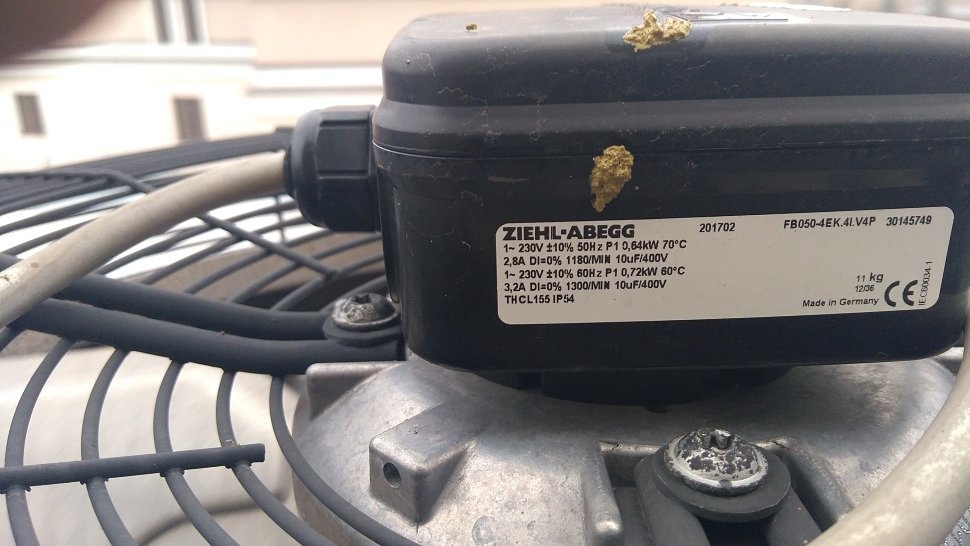 ZIEHL-ABEGG 201702 FB050-4EK.4I.V4P 30145749
1~ 230V ±10% 50Hz P1 0,64kW 70°C
2,8A DI=0% 1180/MIN 10uF/400V
1~ 230V ±10% 60Hz P1 0,72kW 60°C
3,2A DI=0% 1300/MIN 10uF/400V
THCL155 IP54
11 kg
12/36
Made in Germany CE
IEC60034-1